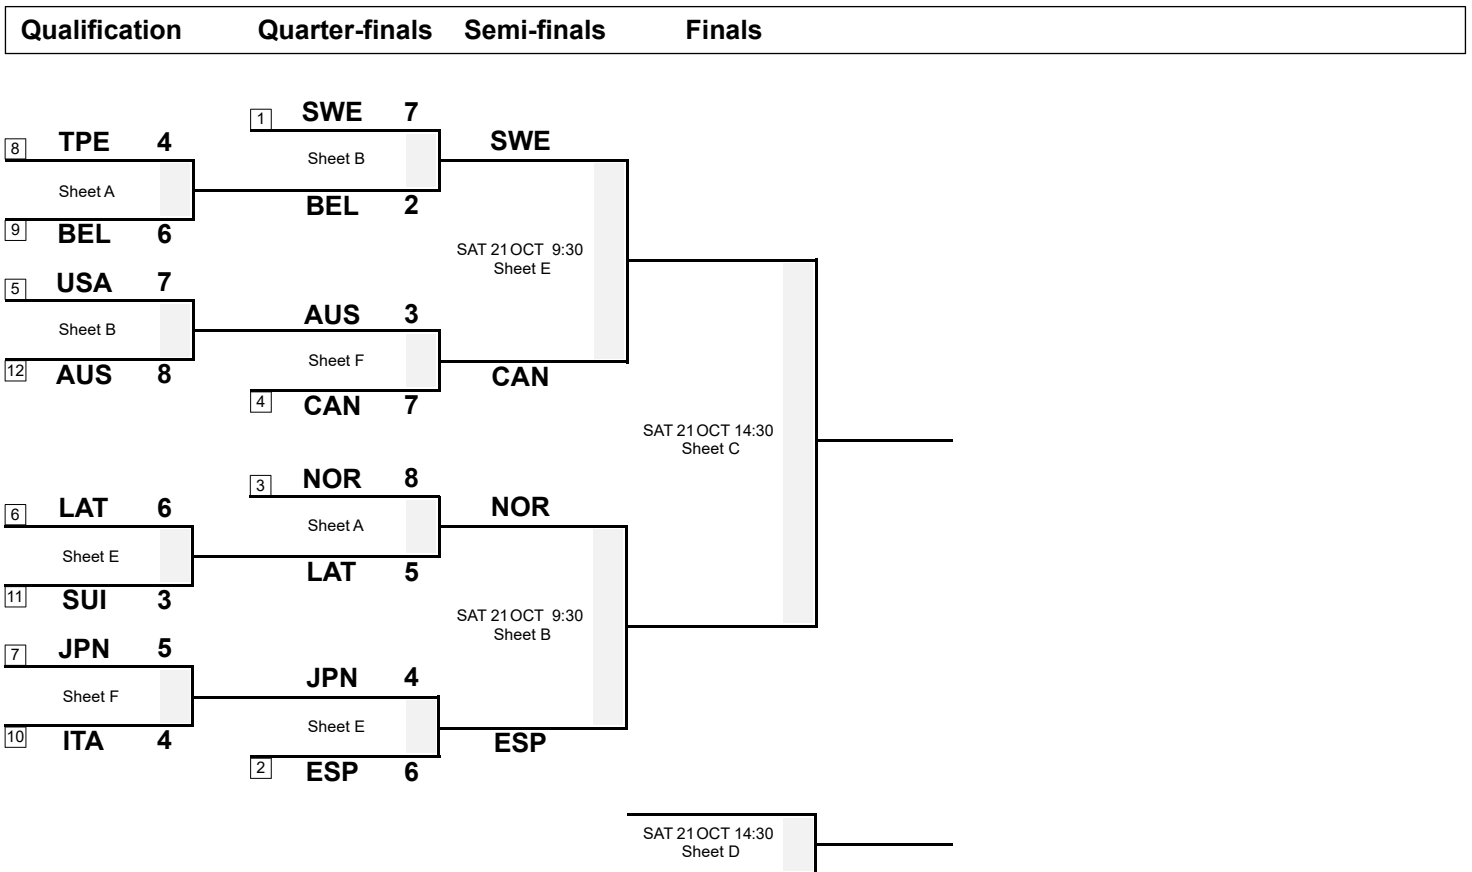 Qualification Quarter-finals Semi-finals Finals
1 SWE 7
8 TPE 4
SWE
Sheet B
Sheet A
BEL 2
9 BEL 6
SAT 21 OCT 9:30
Sheet E
5 USA 7
AUS 3
Sheet B
Sheet F
12 AUS 8
CAN
4 CAN 7
SAT 21 OCT 14:30
Sheet C
3 NOR 8
6 LAT 6
NOR
Sheet A
Sheet E
LAT 5
11 SUI 3
SAT 21 OCT 9:30
Sheet B
7 JPN 5
JPN 4
Sheet F
Sheet E
10 ITA 4
ESP
2 ESP 6
SAT 21 OCT 14:30
Sheet D